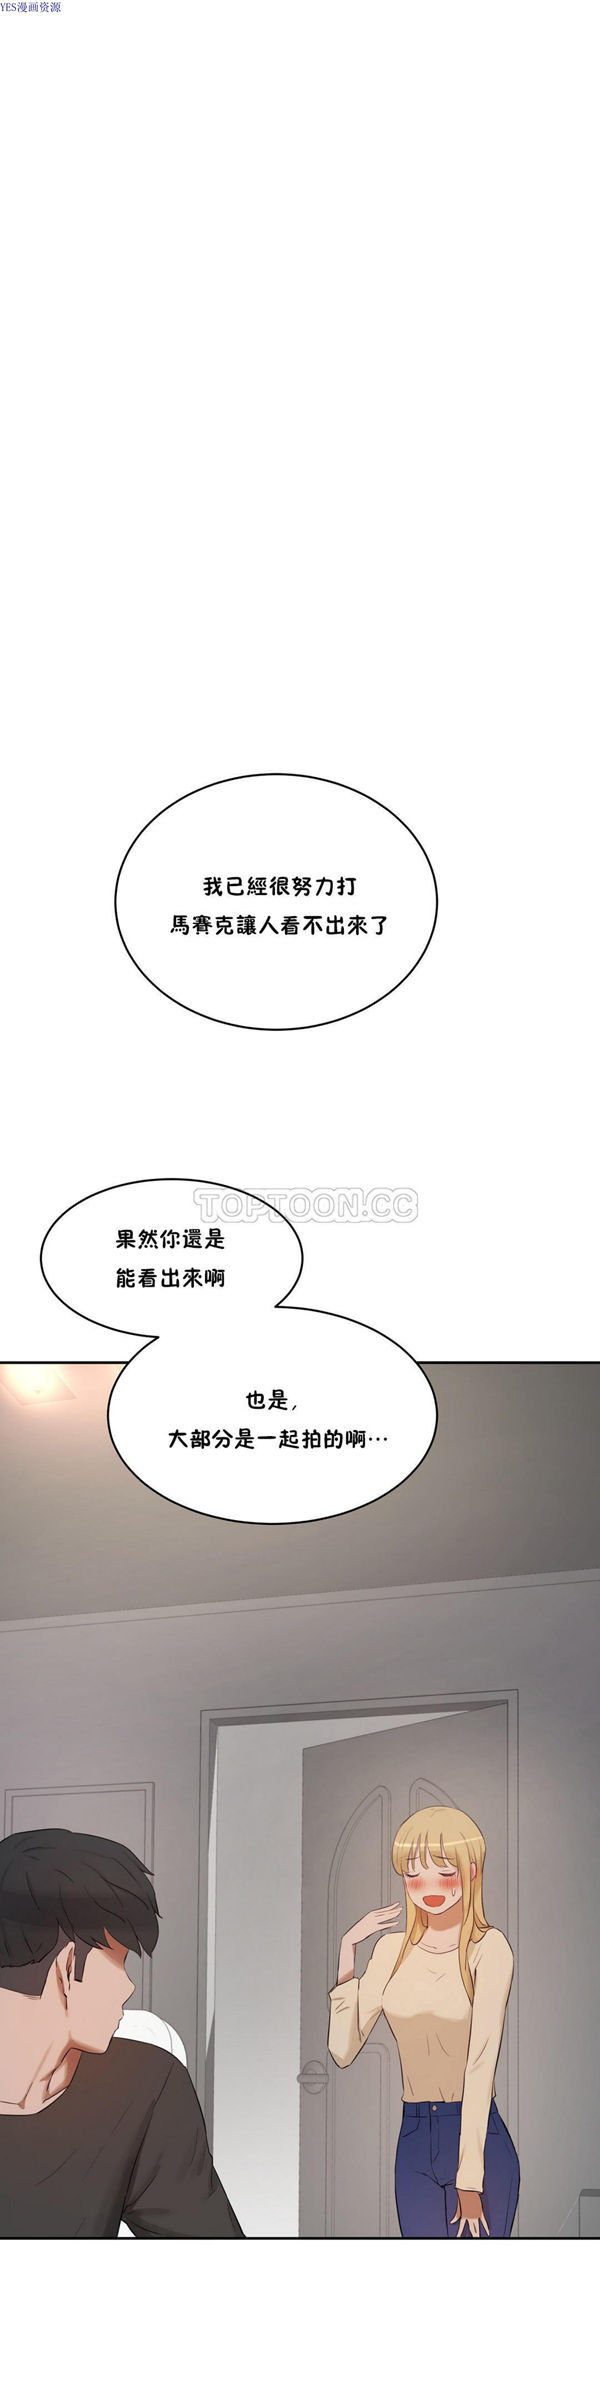 YES漫画资源
我已經很努力打
馬賽克讓人看不出來了
TOPTOON.CC
果然你還是
能看出來啊
也是,
大部分是一起拍的啊…